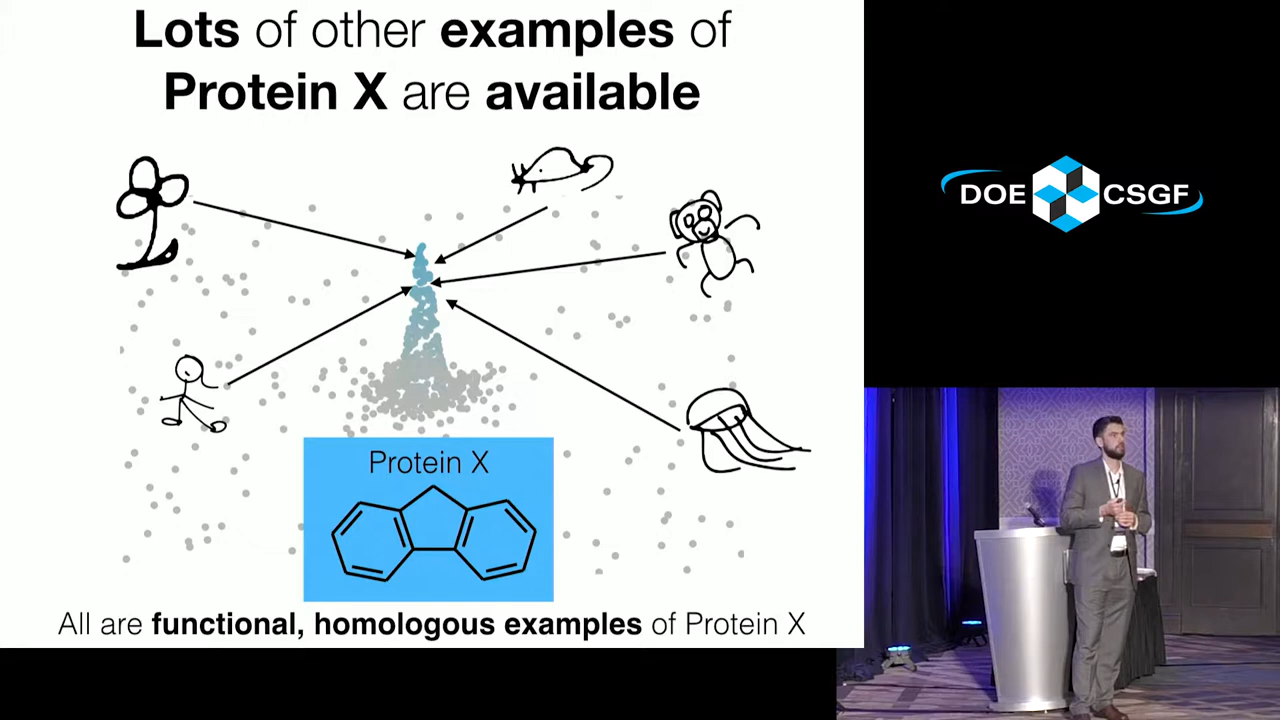 Lots of other examples of
Protein X are available
Protein X
All are functional, homologous examples of Protein X
DOE CSGF